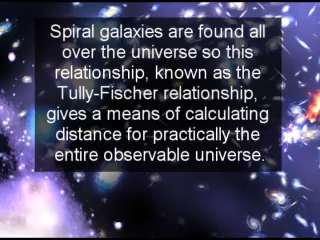 Spiral galaxies are found all
over the universe so this
relationship, known as the
Tully-Fischer relationship,
gives a means of calculating
distance for practically the
entire observable universe.